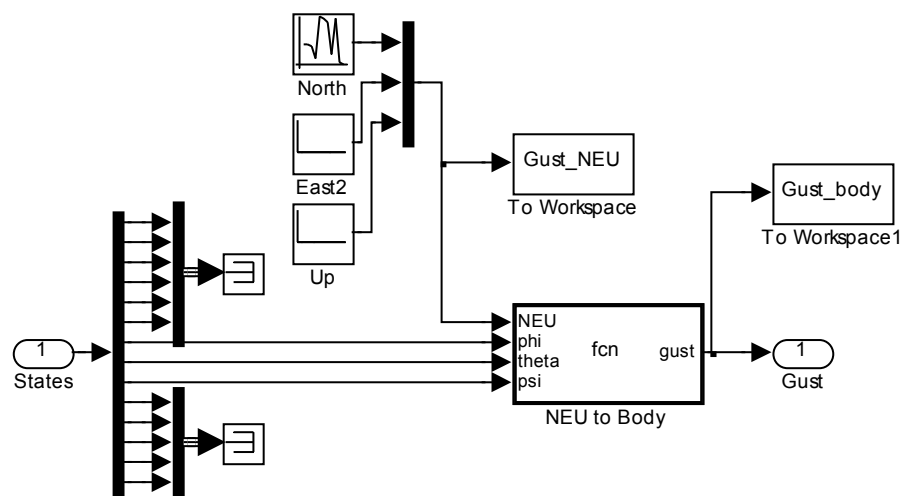 North
East2
Up
Gust_NEU
To Workspace
Gust_body
To Workspace1
1
States
NEU
phi
theta
psi
fcn
gust
NEU to Body
1
Gust